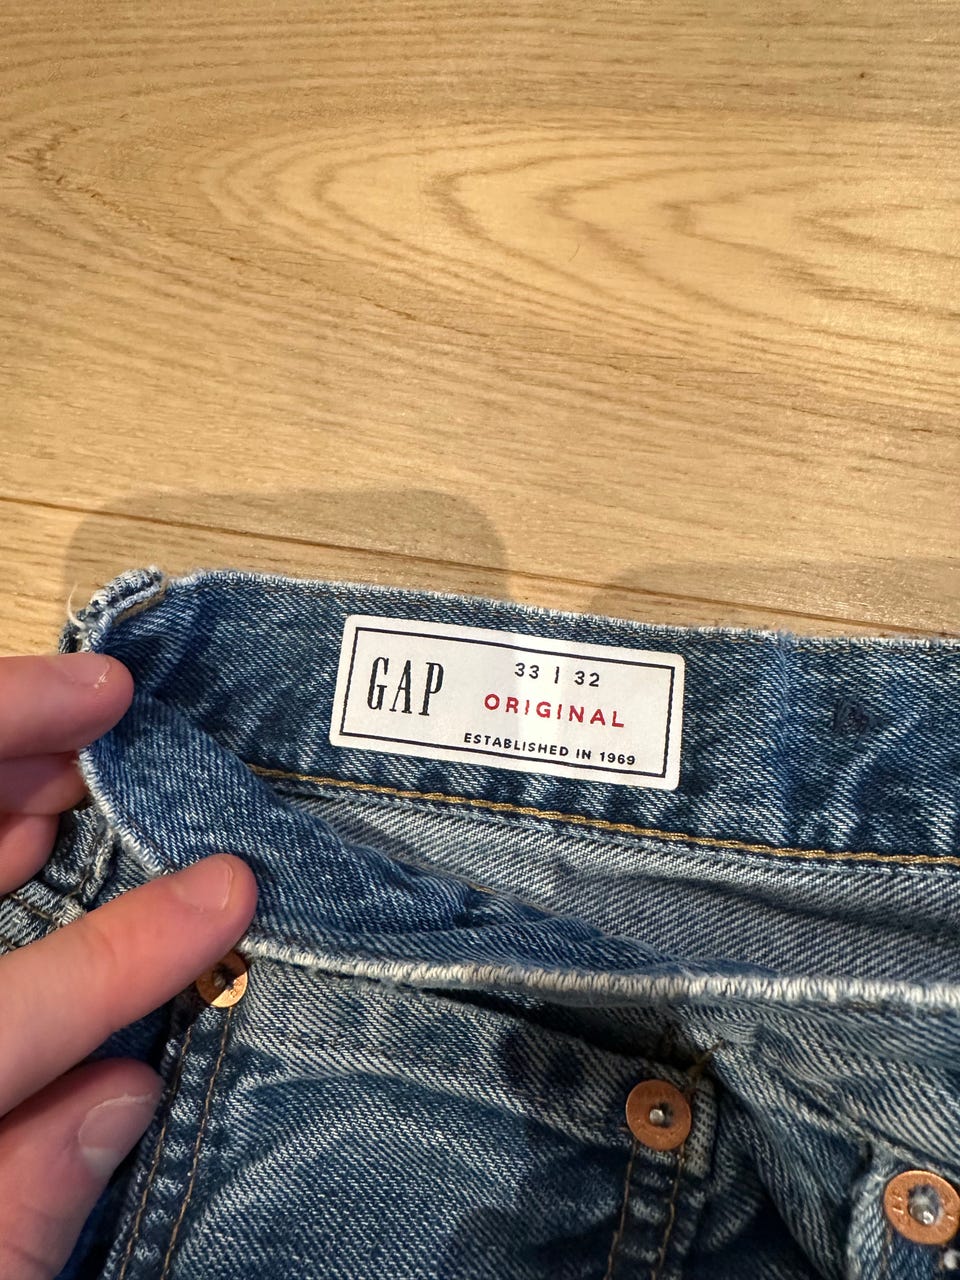 GAP
33 | 32
ORIGINAL
ESTABLISHED IN 1969